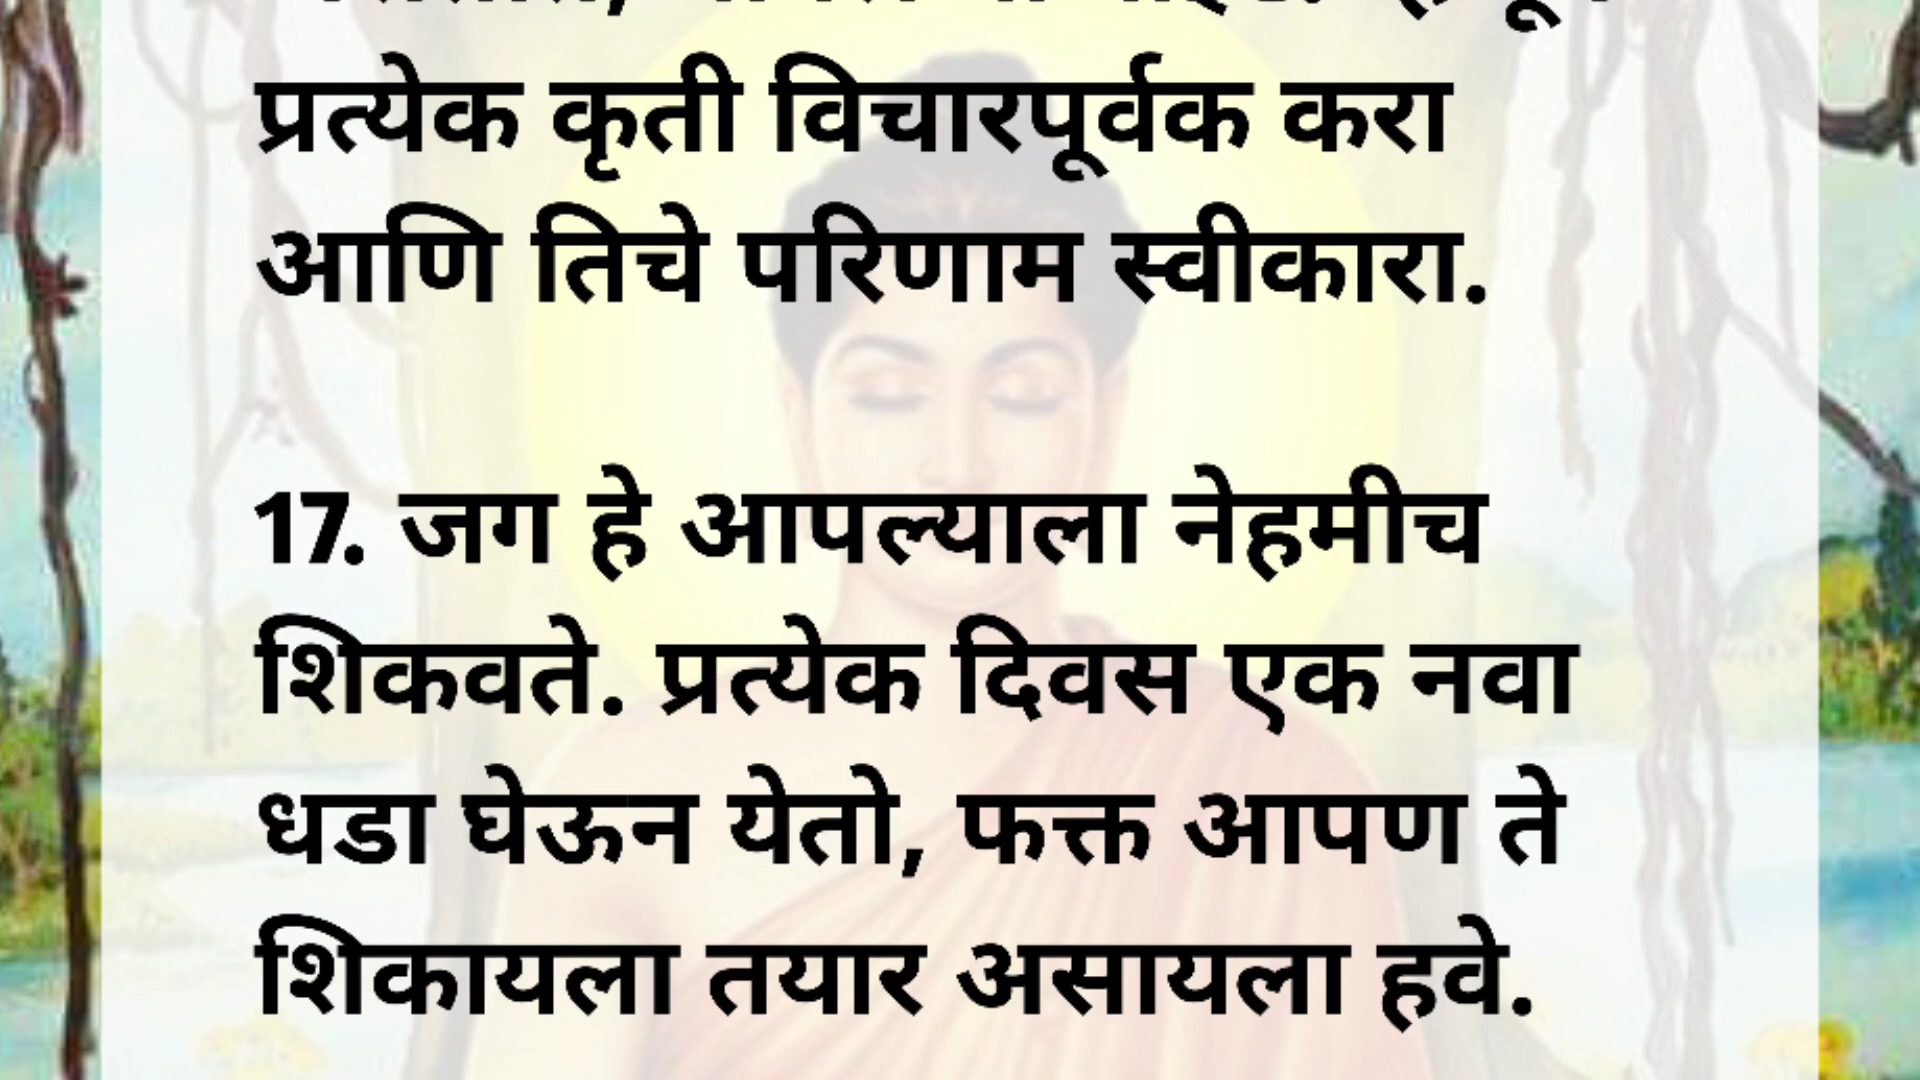 प्रत्येक कृती विचारपूर्वक करा
आणि तिचे परिणाम स्वीकारा.
17. जग हे आपल्याला नेहमीच
शिकवते. प्रत्येक दिवस एक नवा
धडा घेऊन येतो, फक्त आपण ते
शिकायला तयार असायला हवे.